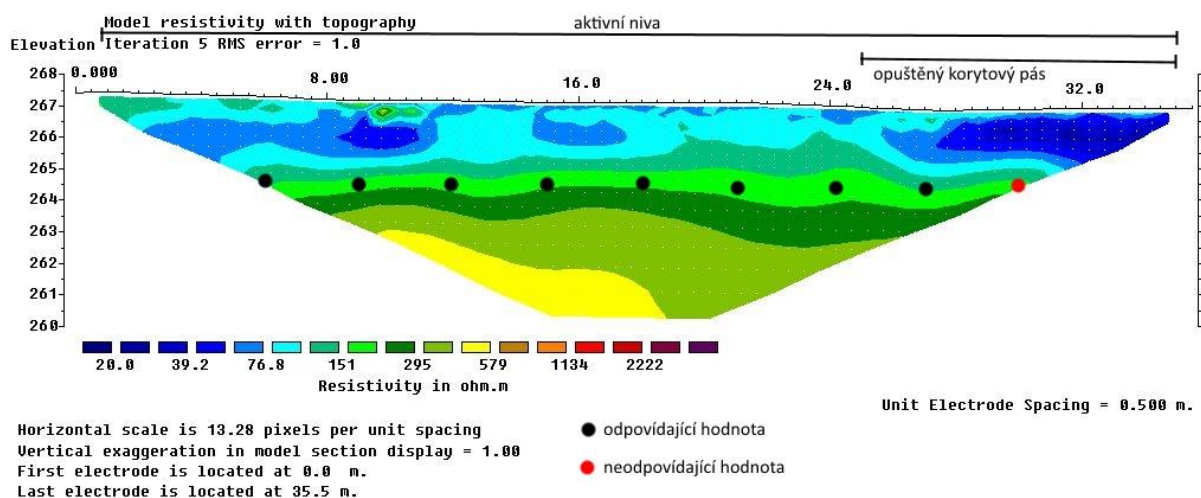 Model resistivity with topography
aktivní niva
Elevation Iteration 5 RMS error = 1.0
opuštěný korytový pás
268 0.000 8.00 16.0 24.0 32.0
267
266
265
264
263
262
261
260
20.0 39.2 76.8 151 295 579 1134 2222
Resistivity in ohm.m
Unit Electrode Spacing = 0.500 m.
Horizontal scale is 13.28 pixels per unit spacing
Vertical exaggeration in model section display = 1.00
First electrode is located at 0.0 m.
Last electrode is located at 35.5 m.
odpovídající hodnota
neodpovídající hodnota